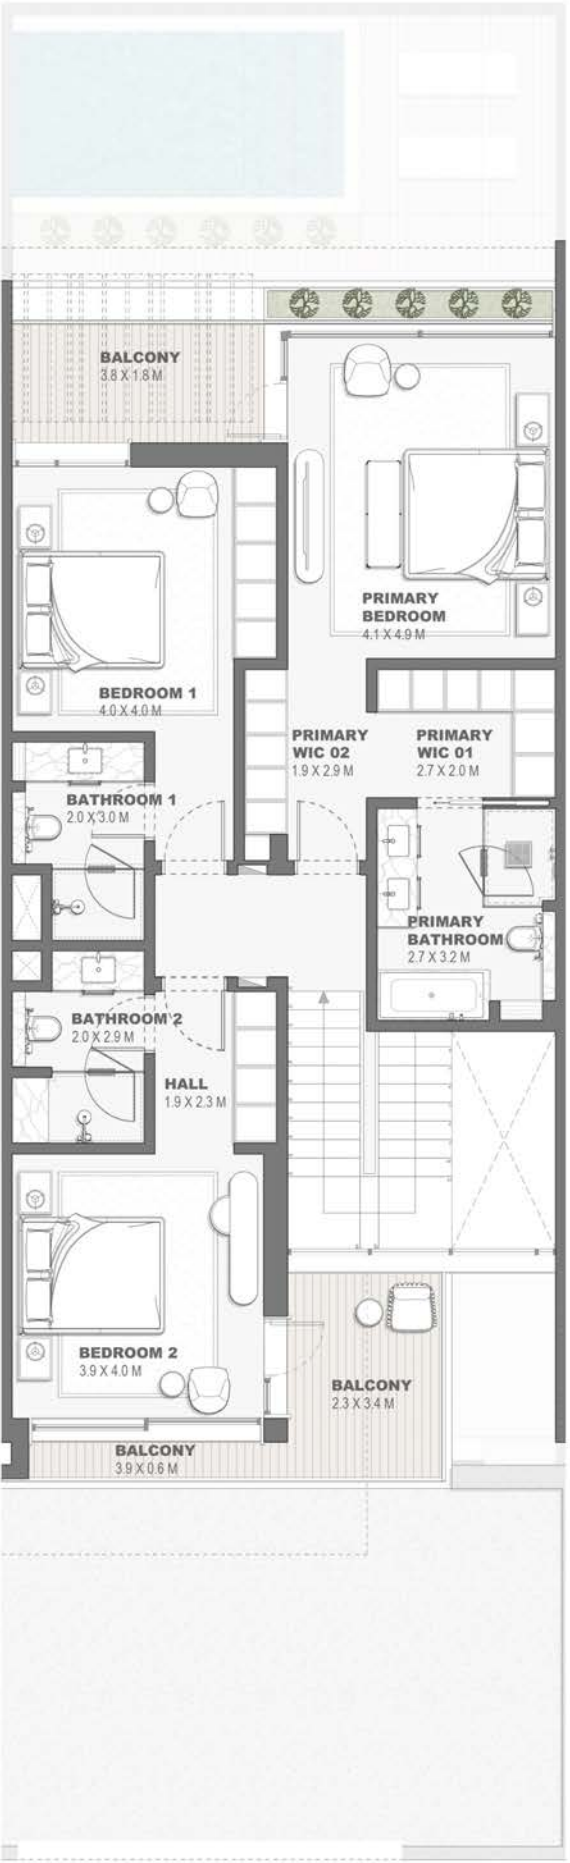 BALCONY
3.8 X 1.8 M
PRIMARY
BEDROOM
4.1 X 4.9 M
BEDROOM 1
4.0 X 4.0 M
PRIMARY
WIC 02
1.9 X 2.9 M
PRIMARY
WIC 01
2.7 X 2.0 M
BATHROOM 1
2.0 X 3.0 M
PRIMARY
BATHROOM
2.7 X 3.2 M
BATHROOM 2
2.0 X 2.9 M
HALL
1.9 X 2.3 M
BEDROOM 2
3.9 X 4.0 M
BALCONY
2.3 X 3.4 M
BALCONY
3.9 X 0.6 M